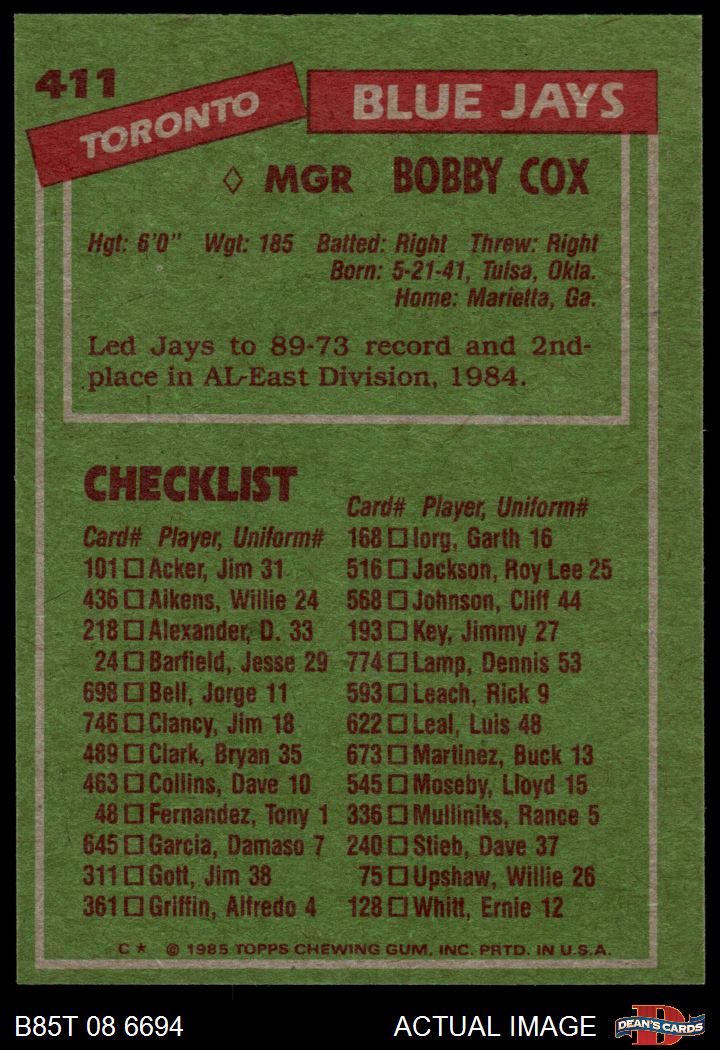 411
TORONTO
BLUE JAYS
◊ MGR BOBBY COX
Hgt: 6'0" Wgt: 185 Batted: Right Threw: Right
Born: 5-21-41, Tulsa, Okla.
Home: Marietta, Ga.
Led Jays to 89-73 record and 2nd-
place in AL-East Division, 1984.
CHECKLIST
Card# Player, Uniform#
101 □ Acker, Jim 31
436 □ Aikens, Willie 24
218 □ Alexander, D. 33
24 □ Barfield, Jesse 29
698 □ Bell, Jorge 11
746 □ Clancy, Jim 18
489 □ Clark, Bryan 35
463 □ Collins, Dave 10
48 □ Fernandez, Tony 1
645 □ Garcia, Damaso 7
311 □ Gott, Jim 38
361 □ Griffin, Alfredo 4
Card# Player, Uniform#
168 □ Iorg, Garth 16
516 □ Jackson, Roy Lee 25
568 □ Johnson, Cliff 44
193 □ Key, Jimmy 27
774 □ Lamp, Dennis 53
593 □ Leach, Rick 9
622 □ Leal, Luis 48
673 □ Martinez, Buck 13
545 □ Moseby, Lloyd 15
336 □ Mulliniks, Rance 5
240 □ Stieb, Dave 37
75 □ Upshaw, Willie 26
128 □ Whitt, Ernie 12
C * © 1985 TOPPS CHEWING GUM, INC. PRTD. IN U.S.A.
B85T 08 6694
ACTUAL IMAGE
D
DEAN'S CARDS